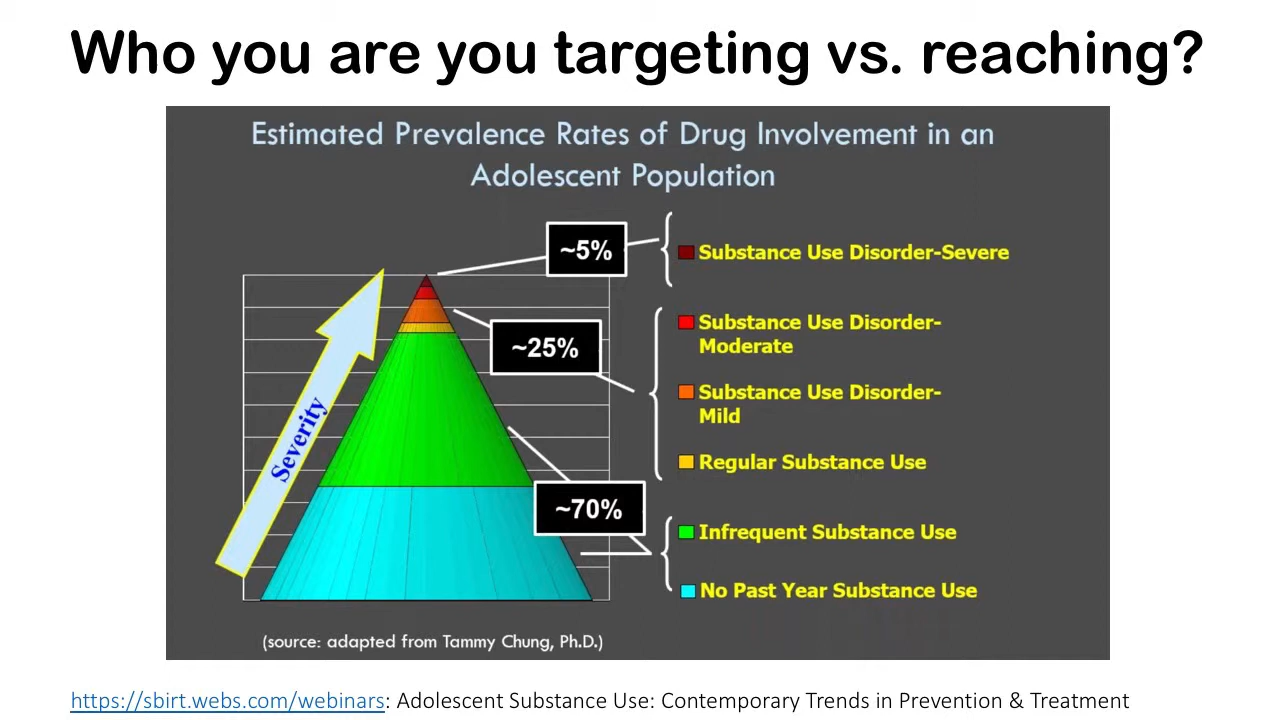 Who you are you targeting vs. reaching?
Estimated Prevalence Rates of Drug Involvement in an
Adolescent Population
~5%
Substance Use Disorder-Severe
~25%
Substance Use Disorder-
Moderate
Substance Use Disorder-
Mild
Regular Substance Use
Severity
~70%
Infrequent Substance Use
No Past Year Substance Use
(source: adapted from Tammy Chung, Ph.D.)
https://sbirt.webs.com/webinars: Adolescent Substance Use: Contemporary Trends in Prevention & Treatment